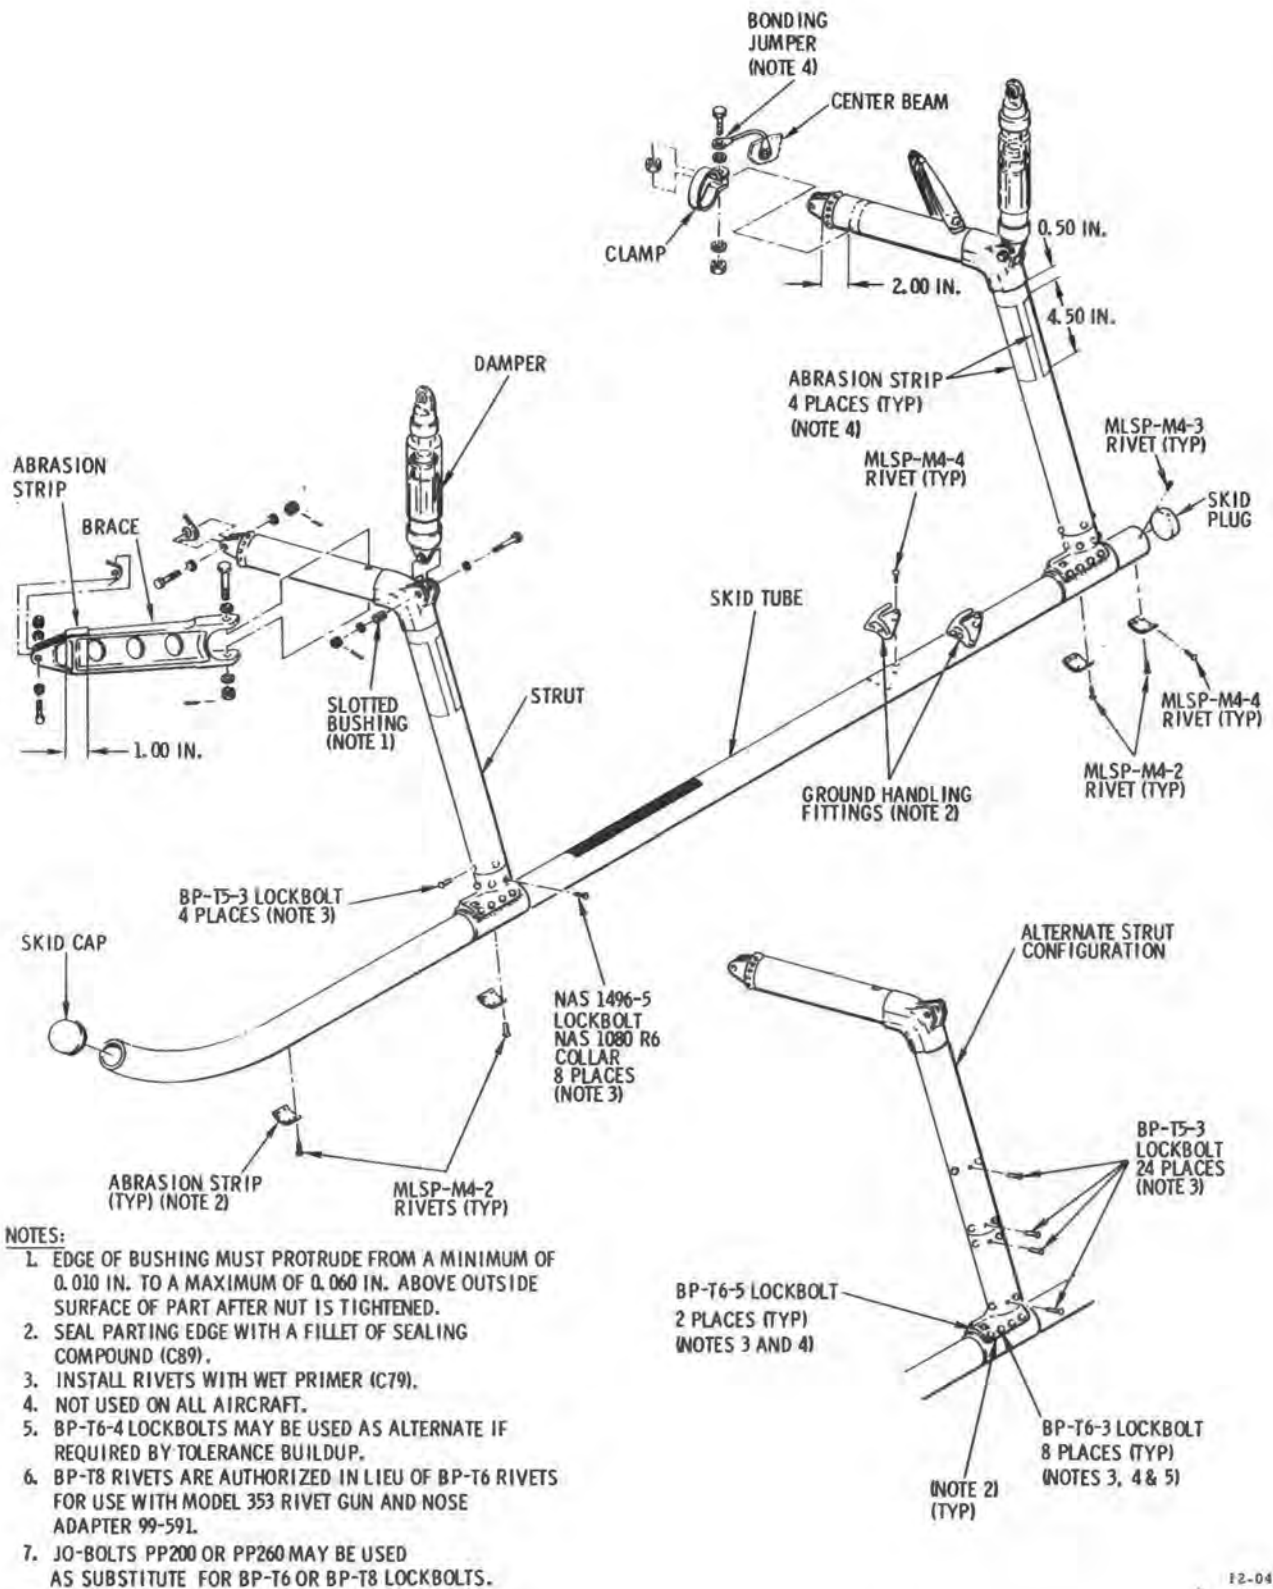 BONDING
JUMPER
(NOTE 4)
CENTER BEAM
CLAMP
0.50 IN.
2.00 IN.
4.50 IN.
DAMPER
ABRASION STRIP
4 PLACES (TYP)
(NOTE 4)
MLSP-M4-3
RIVET (TYP)
MLSP-M4-4
RIVET (TYP)
SKID
PLUG
ABRASION
STRIP
BRACE
SKID TUBE
SLOTTED
BUSHING
(NOTE 1)
STRUT
MLSP-M4-4
RIVET (TYP)
1.00 IN.
MLSP-M4-2
RIVET (TYP)
GROUND HANDLING
FITTINGS (NOTE 2)
BP-T5-3 LOCKBOLT
4 PLACES (NOTE 3)
SKID CAP
ALTERNATE STRUT
CONFIGURATION
NAS 1496-5
LOCKBOLT
NAS 1080 R6
COLLAR
8 PLACES
(NOTE 3)
BP-T5-3
LOCKBOLT
24 PLACES
(NOTE 3)
ABRASION STRIP
(TYP) (NOTE 2)
MLSP-M4-2
RIVETS (TYP)
BP-T6-5 LOCKBOLT
2 PLACES (TYP)
(NOTES 3 AND 4)
BP-T6-3 LOCKBOLT
8 PLACES (TYP)
(NOTES 3, 4 & 5)
(NOTE 2)
(TYP)
NOTES:
1. EDGE OF BUSHING MUST PROTRUDE FROM A MINIMUM OF
0.010 IN. TO A MAXIMUM OF 0.060 IN. ABOVE OUTSIDE
SURFACE OF PART AFTER NUT IS TIGHTENED.
2. SEAL PARTING EDGE WITH A FILLET OF SEALING
COMPOUND (C89).
3. INSTALL RIVETS WITH WET PRIMER (C79).
4. NOT USED ON ALL AIRCRAFT.
5. BP-T6-4 LOCKBOLTS MAY BE USED AS ALTERNATE IF
REQUIRED BY TOLERANCE BUILDUP.
6. BP-T8 RIVETS ARE AUTHORIZED IN LIEU OF BP-T6 RIVETS
FOR USE WITH MODEL 353 RIVET GUN AND NOSE
ADAPTER 99-591.
7. JO-BOLTS PP200 OR PP260 MAY BE USED
AS SUBSTITUTE FOR BP-T6 OR BP-T8 LOCKBOLTS.
12-04